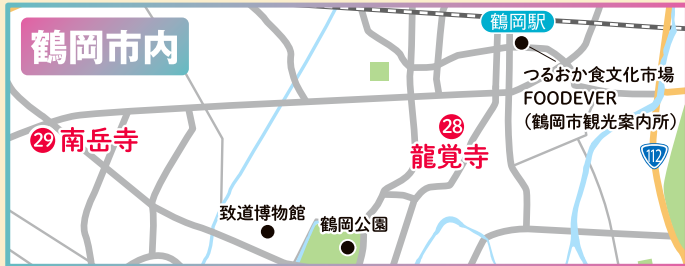 鶴岡市内
鶴岡駅
つるおか食文化市場
FOODEVER
（鶴岡市観光案内所）
112
28
龍覚寺
29 南岳寺
致道博物館
鶴岡公園